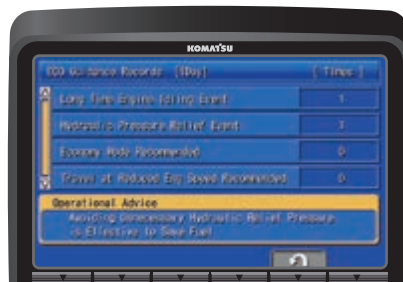 KOMATSU
ECO Guidance Records (1Day) [ Times ]
Long Time Engine Idling Event 1
Hydraulic Pressure Relief Event 3
Economy Mode Recommended 0
Travel at Reduced Eng Speed Recommended 0
Operational Advice
Avoiding Unnecessary Hydraulic Relief Pressure
is Effective to Save Fuel